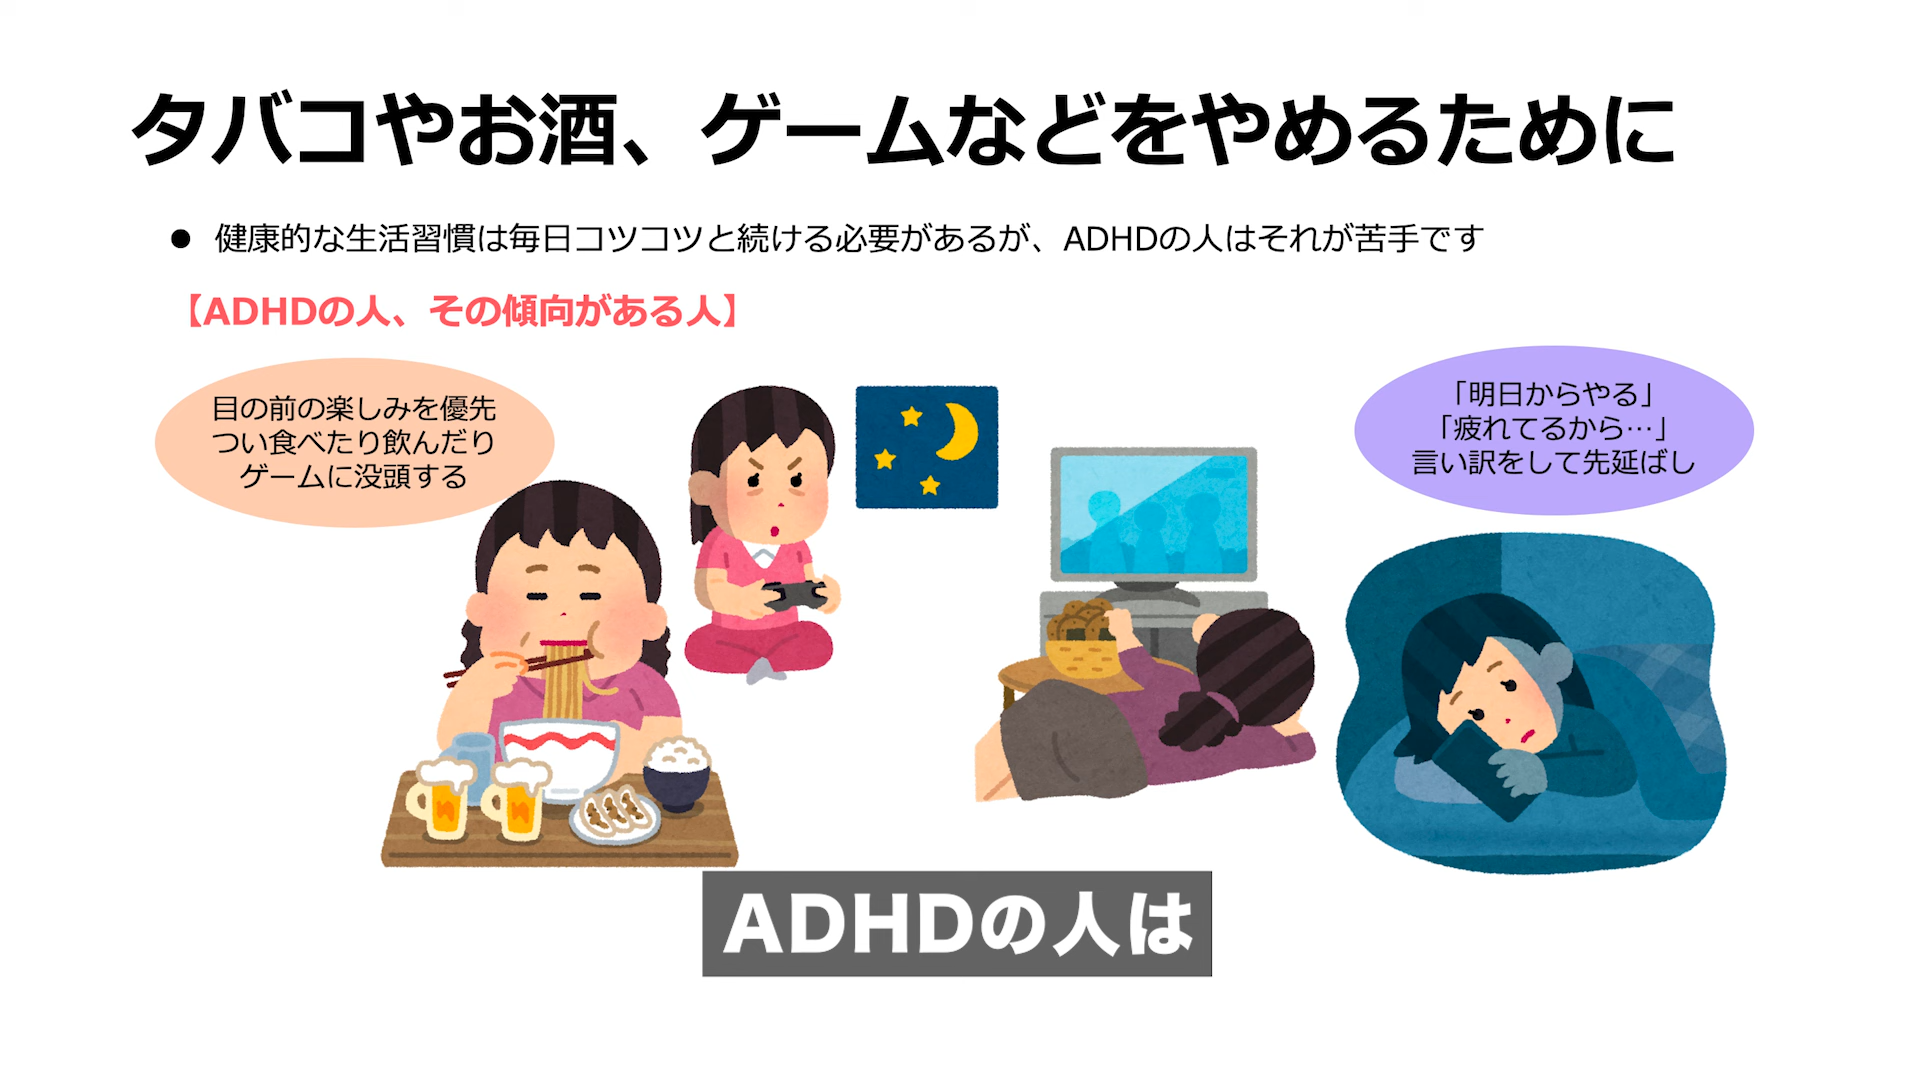 タバコやお酒、ゲームなどをやめるために
● 健康的な生活習慣は毎日コツコツと続ける必要があるが、ADHDの人はそれが苦手です
【ADHDの人、その傾向がある人】
目の前の楽しみを優先
つい食べたり飲んだり
ゲームに没頭する
「明日からやる」
「疲れてるから…」
言い訳をして先延ばし
ADHDの人は